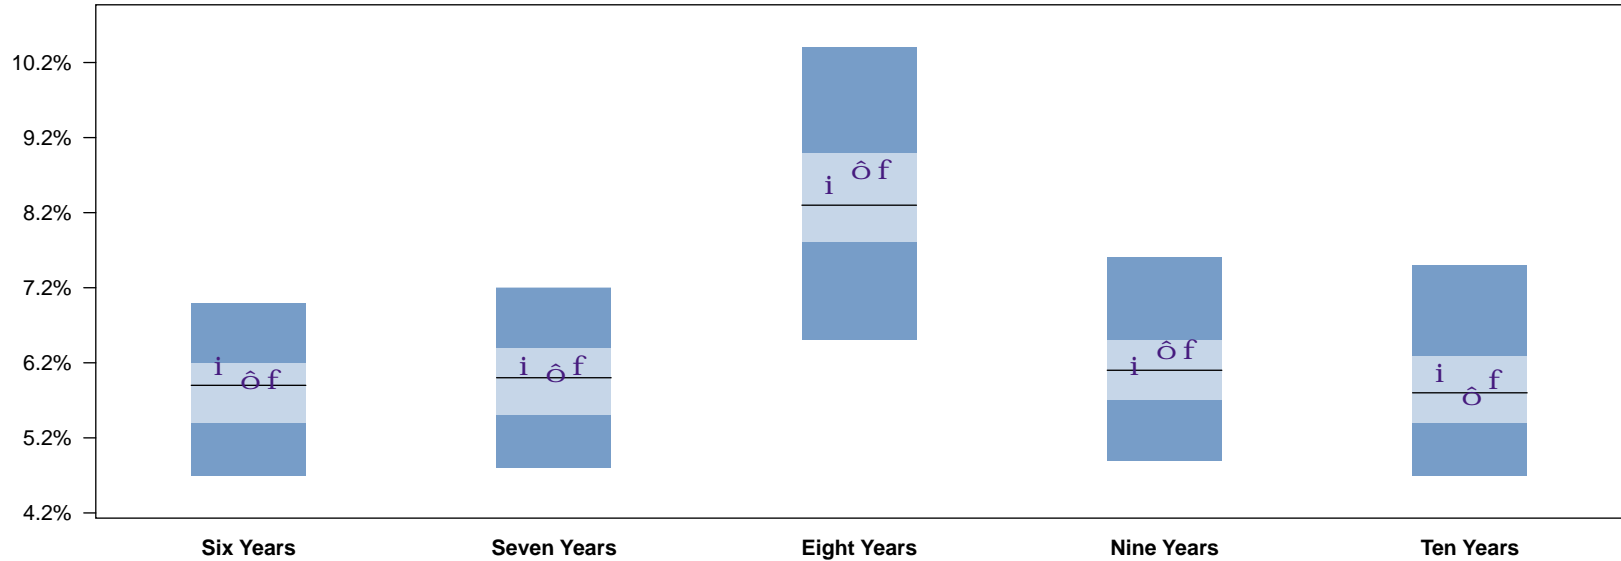 10.2%
9.2%
8.2%
7.2%
6.2%
5.2%
4.2%
i ô f
i ô f
i ô f
i ô f
i ô f
Six Years Seven Years Eight Years Nine Years Ten Years